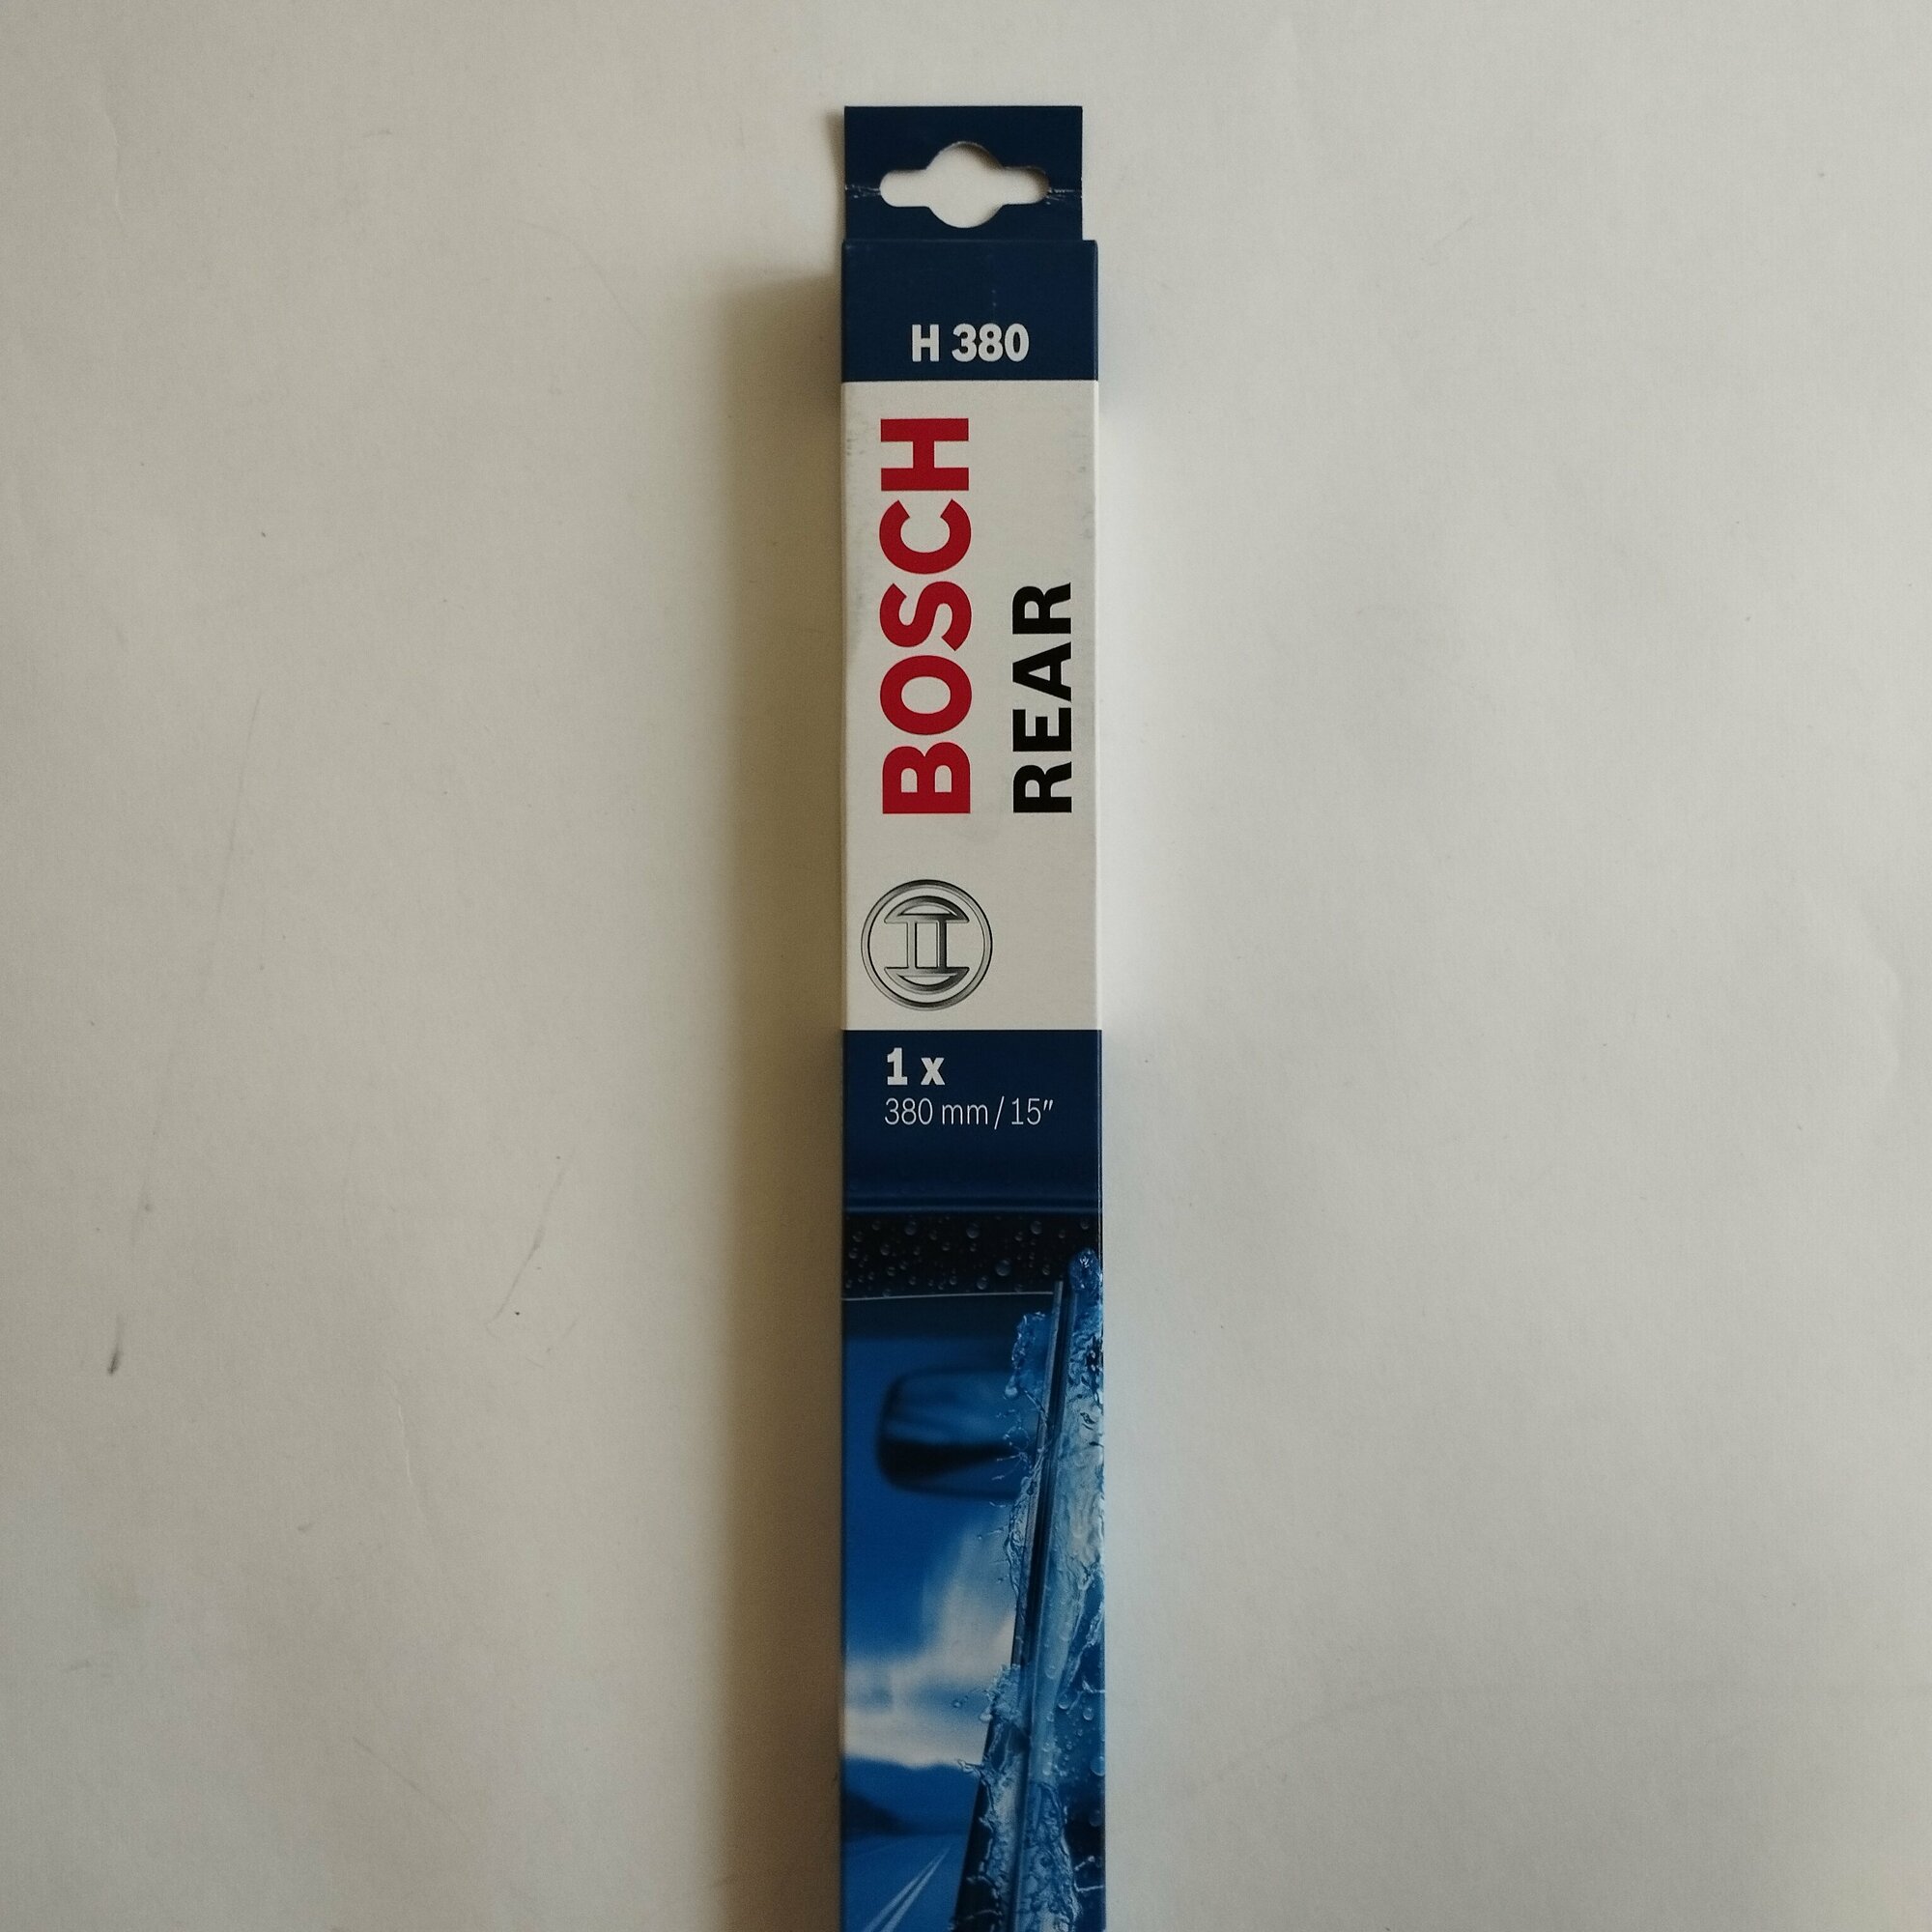 H 380
BOSCH
REAR
1 x
380 mm / 15″